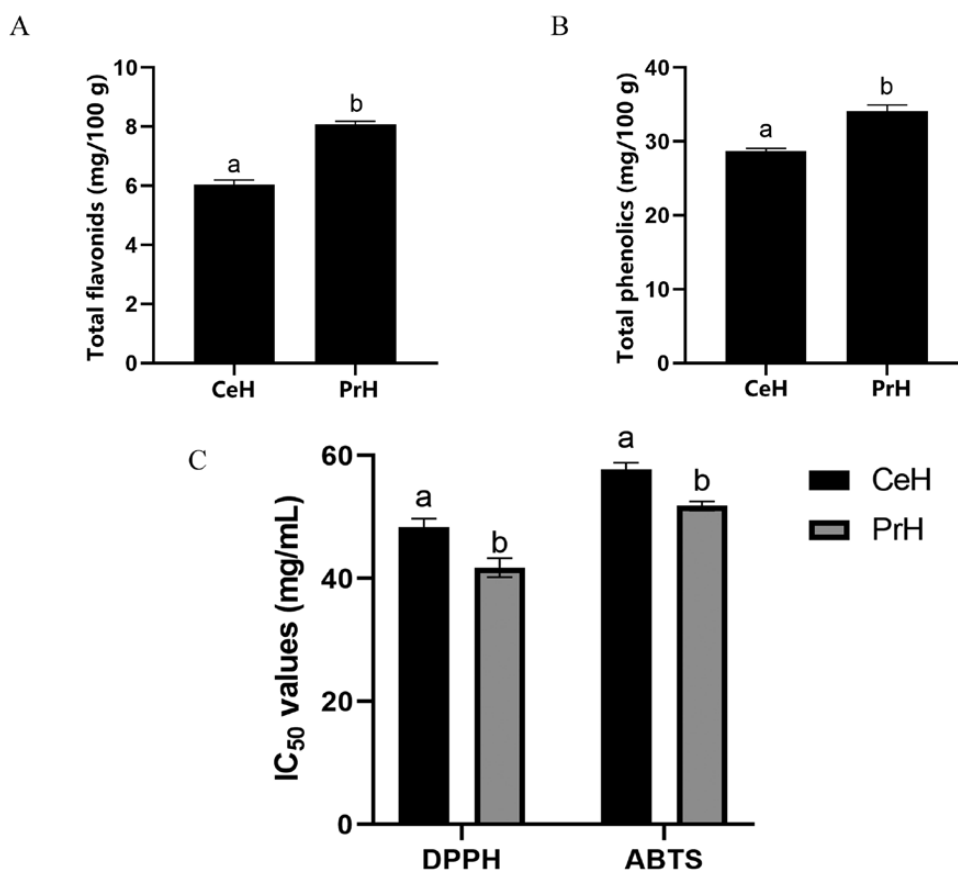 A
Total flavonids (mg/100 g)
10
8
6
4
2
0
a
b
CeH
PrH
B
Total phenolics (mg/100 g)
40
30
20
10
0
a
b
CeH
PrH
C
IC50 values (mg/mL)
60
40
20
0
a
b
a
b
DPPH
ABTS
CeH
PrH